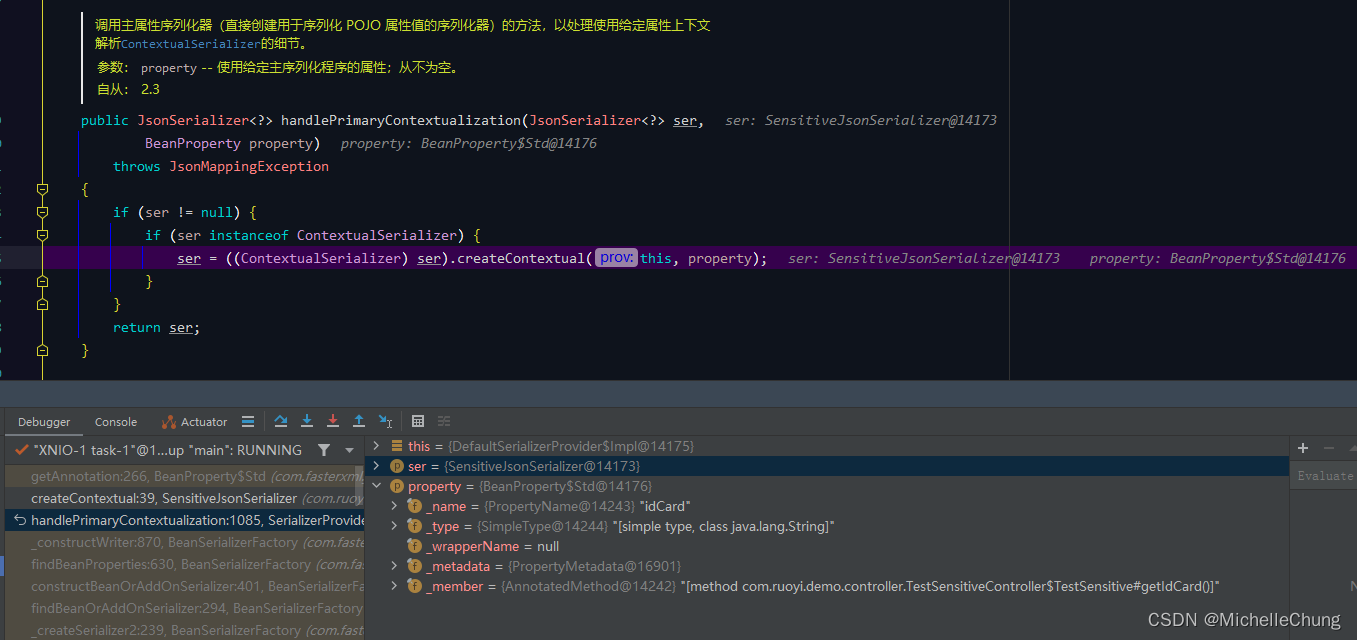 调用主属性序列化器（直接创建用于序列化 POJO 属性值的序列化器）的方法，以处理使用给定属性上下文
解析ContextualSerializer的细节。
参数： property -- 使用给定主序列化程序的属性；从不为空。
自从： 2.3
public JsonSerializer<?> handlePrimaryContextualization(JsonSerializer<?> ser, ser: SensitiveJsonSerializer@14173
BeanProperty property) property: BeanProperty$Std@14176
throws JsonMappingException
{
if (ser != null) {
if (ser instanceof ContextualSerializer) {
ser = ((ContextualSerializer) ser).createContextual( prov: this, property); ser: SensitiveJsonSerializer@14173 property: BeanProperty$Std@14176
}
}
return ser;
}
Debugger Console Actuator
"XNIO-1 task-1"@1...up "main": RUNNING
getAnnotation:266, BeanProperty$Std (com.fasterxml
createContextual:39, SensitiveJsonSerializer (com.ruoy
handlePrimaryContextualization:1085, SerializerProvide
_constructWriter:870, BeanSerializerFactory (com.faste
findBeanProperties:630, BeanSerializerFactory (com.fa
constructBeanOrAddOnSerializer:401, BeanSerializerFa
findBeanOrAddOnSerializer:294, BeanSerializerFactory
_createSerializer2:239, BeanSerializerFactory (com.fast
this = {DefaultSerializerProvider$Impl@14175}
ser = {SensitiveJsonSerializer@14173}
property = {BeanProperty$Std@14176}
_name = {PropertyName@14243} "idCard"
_type = {SimpleType@14244} "[simple type, class java.lang.String]"
_wrapperName = null
_metadata = {PropertyMetadata@16901}
_member = {AnnotatedMethod@14242} "[method com.ruoyi.demo.controller.TestSensitiveController$TestSensitive#getIdCard()]"
Evaluate
CSDN @MichelleChung